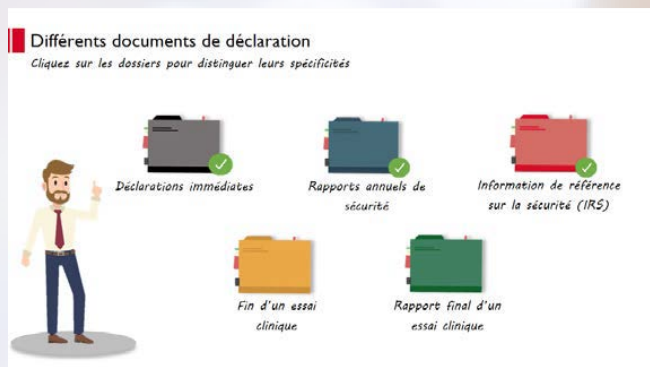 Différents documents de déclaration
Cliquez sur les dossiers pour distinguer leurs spécificités
Déclarations immédiates
Rapports annuels de
sécurité
Information de référence
sur la sécurité (IRS)
Fin d'un essai
clinique
Rapport final d'un
essai clinique